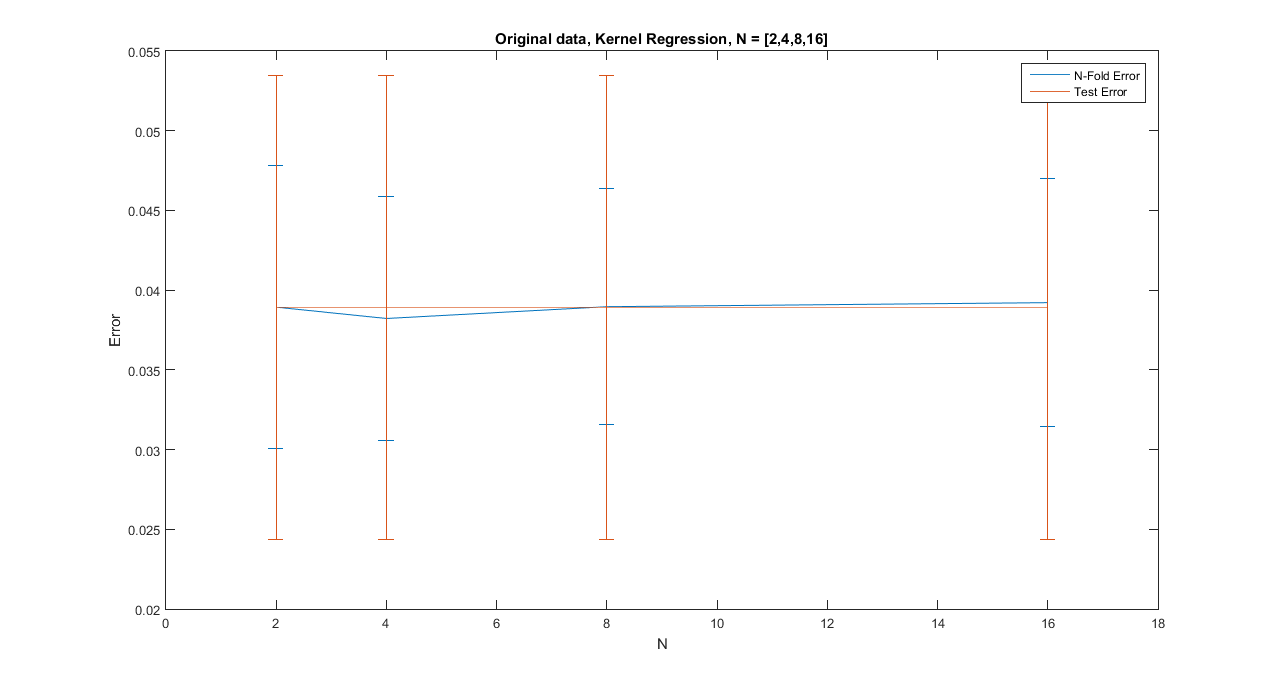 Original data, Kernel Regression, N = [2,4,8,16]
N-Fold Error
Test Error
0.055
0.05
0.045
0.04
0.035
0.03
0.025
0.02
Error
0 2 4 6 8 10 12 14 16 18
N